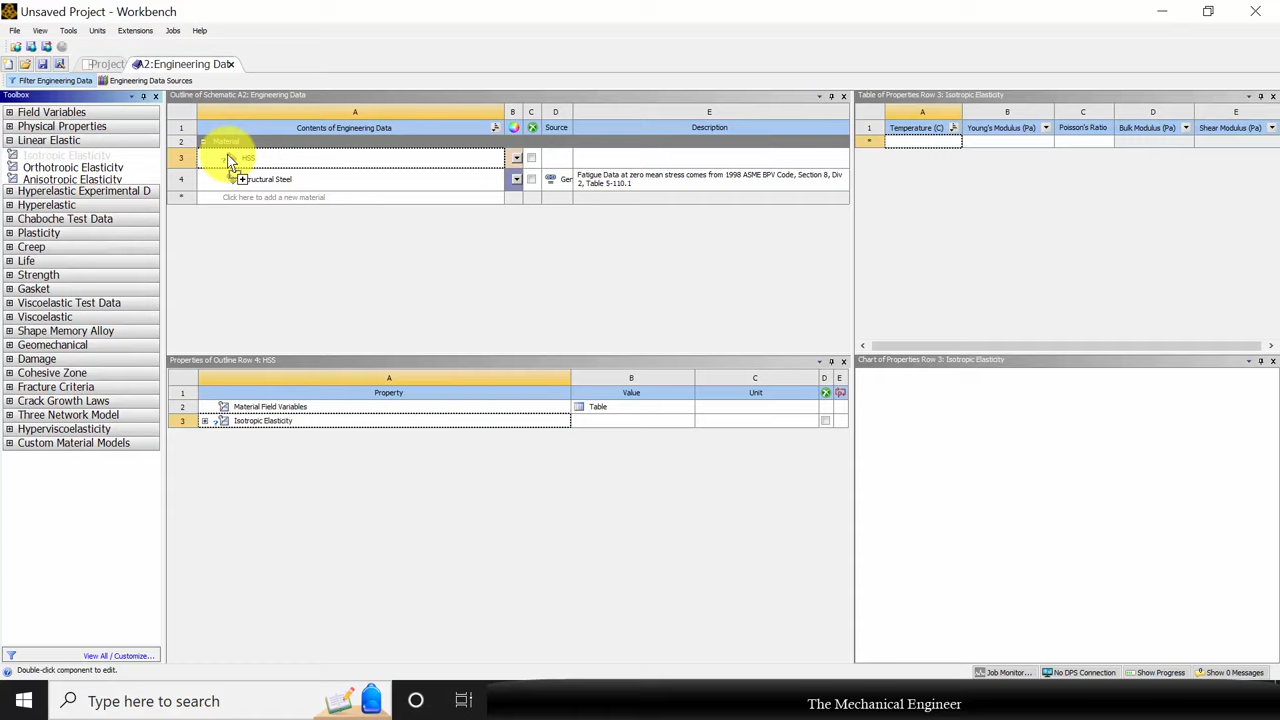 Unsaved Project - Workbench
File View Tools Units Extensions Jobs Help
Project A2:Engineering Data
Filter Engineering Data Engineering Data Sources
Toolbox
Field Variables
Physical Properties
Linear Elastic
Isotropic Elasticity
Orthotropic Elasticity
Anisotropic Elasticity
Hyperelastic Experimental D
Hyperelastic
Chaboche Test Data
Plasticity
Creep
Life
Strength
Gasket
Viscoelastic Test Data
Viscoelastic
Shape Memory Alloy
Geomechanical
Damage
Cohesive Zone
Fracture Criteria
Crack Growth Laws
Three Network Model
Hyperviscoelasticity
Custom Material Models
View All / Customize...
Outline of Schematic A2: Engineering Data
A B C D E
1 Contents of Engineering Data Source Description
2 Material
3 HSS
4 ructural Steel Ger Fatigue Data at zero mean stress comes from 1998 ASME BPV Code, Section 8, Div
2, Table 5-110.1
* Click here to add a new material
Properties of Outline Row 4: HSS
A B C D E
1 Property Value Unit
2 Material Field Variables Table
3 Isotropic Elasticity
Table of Properties Row 3: Isotropic Elasticity
A B C D E
1 Temperature (C) Young's Modulus (Pa) Poisson's Ratio Bulk Modulus (Pa) Shear Modulus (Pa)
*
Chart of Properties Row 3: Isotropic Elasticity
Double-click component to edit.
Job Monitor... No DPS Connection Show Progress Show 0 Messages
Type here to search
The Mechanical Engineer